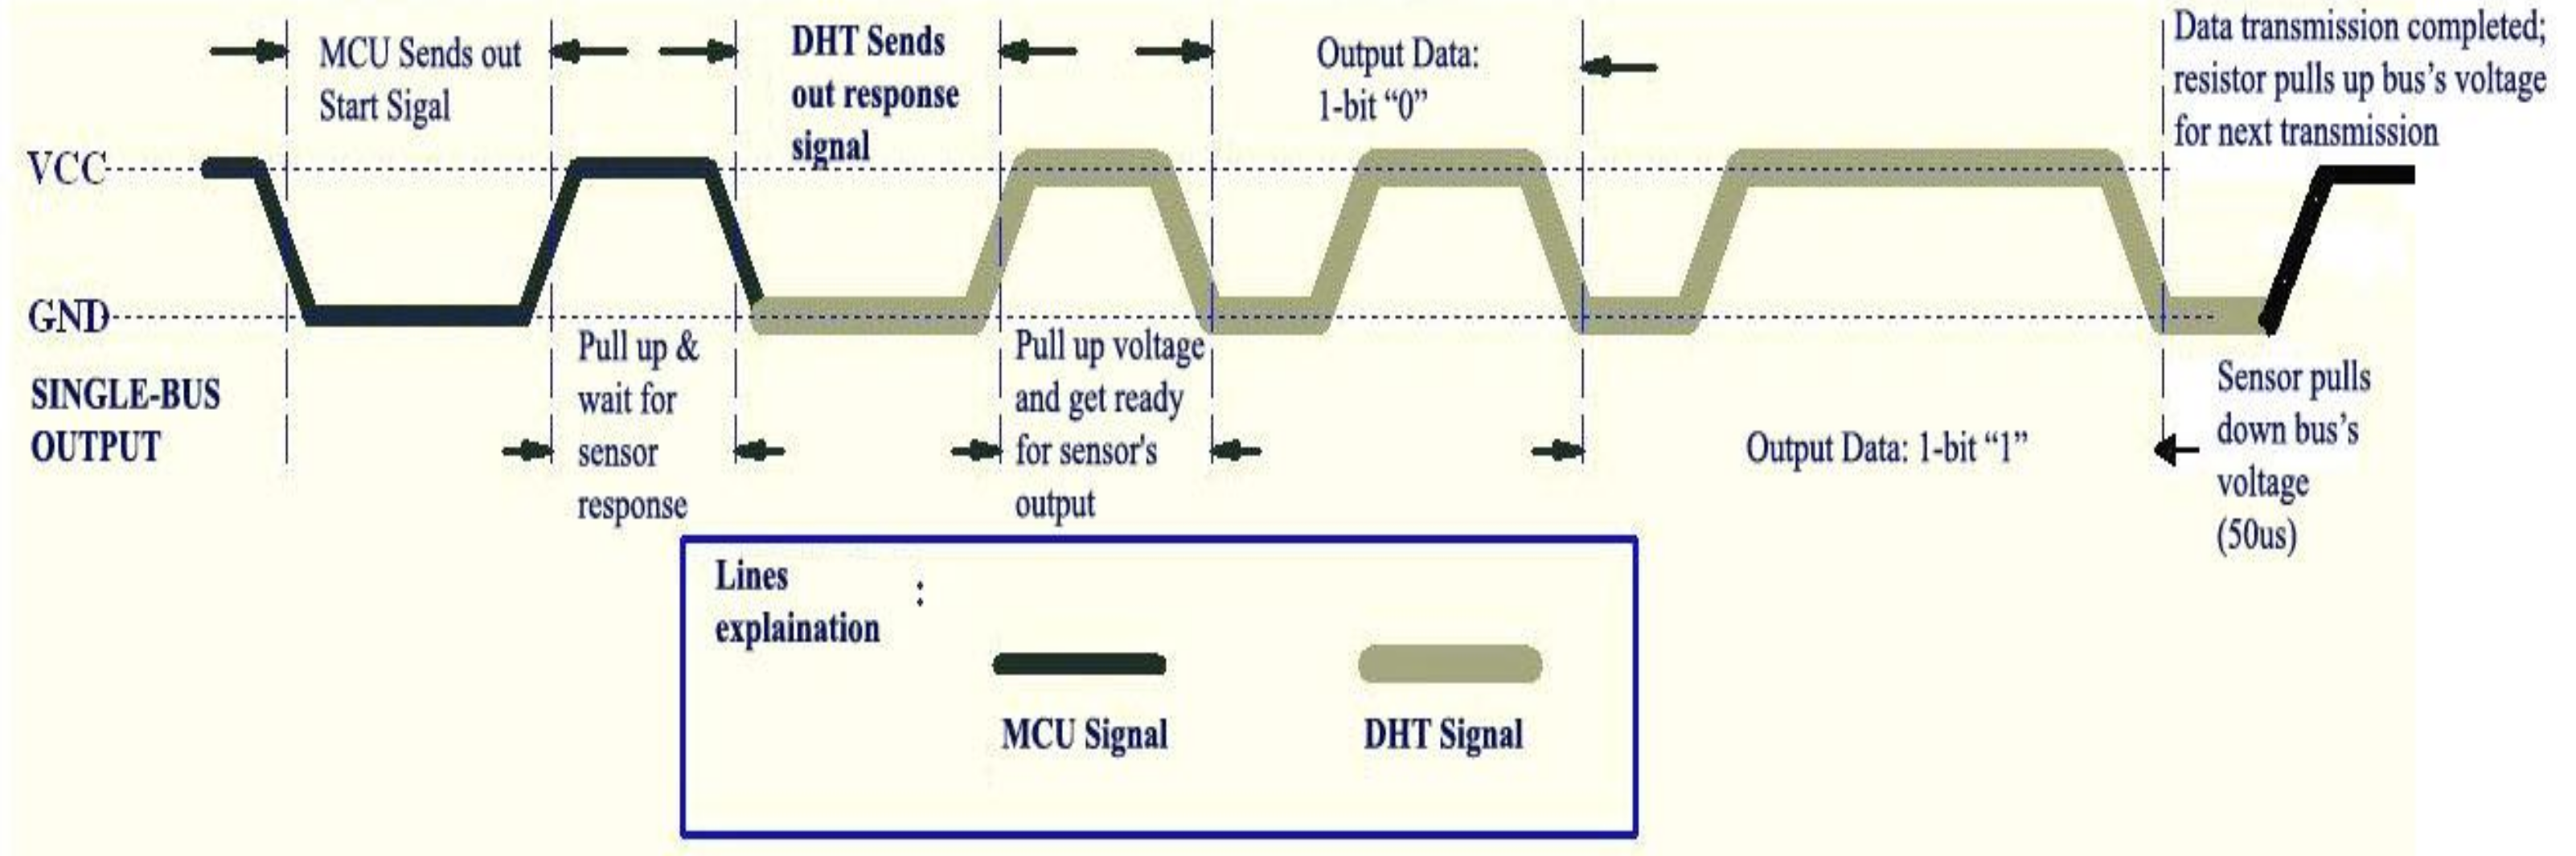 MCU Sends out
Start Sigal
DHT Sends
out response
signal
Output Data:
1-bit “0”
Data transmission completed;
resistor pulls up bus’s voltage
for next transmission
VCC
GND
SINGLE-BUS
OUTPUT
Pull up &
wait for
sensor
response
Pull up voltage
and get ready
for sensor's
output
Output Data: 1-bit “1”
Sensor pulls
down bus’s
voltage
(50us)
Lines :
explaination
MCU Signal
DHT Signal